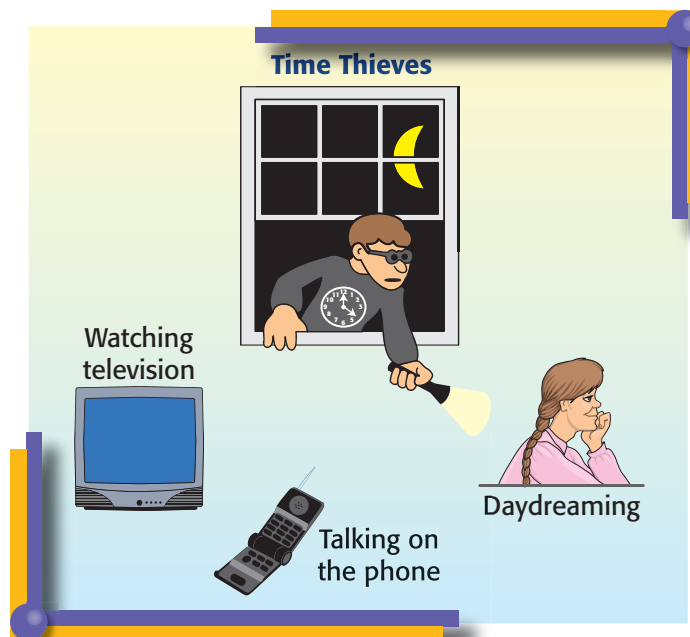 Time Thieves
Watching
television
Talking on
the phone
Daydreaming